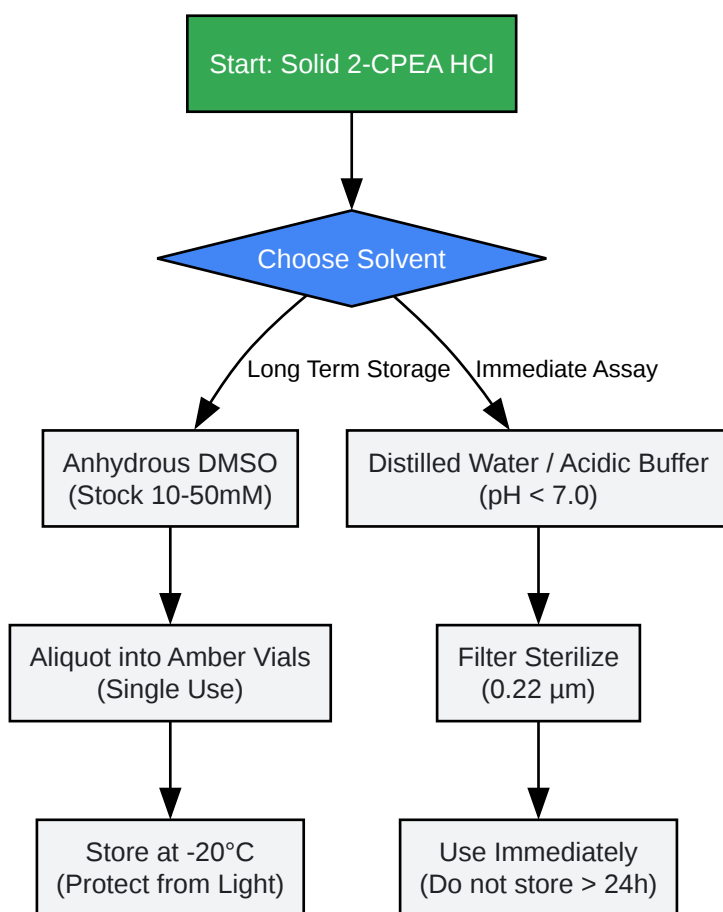 Start: Solid 2-CPEA HCl
Choose Solvent
Long Term Storage
Immediate Assay
Anhydrous DMSO
(Stock 10-50mM)
Distilled Water / Acidic Buffer
(pH < 7.0)
Aliquot into Amber Vials
(Single Use)
Filter Sterilize
(0.22 µm)
Store at -20°C
(Protect from Light)
Use Immediately
(Do not store > 24h)